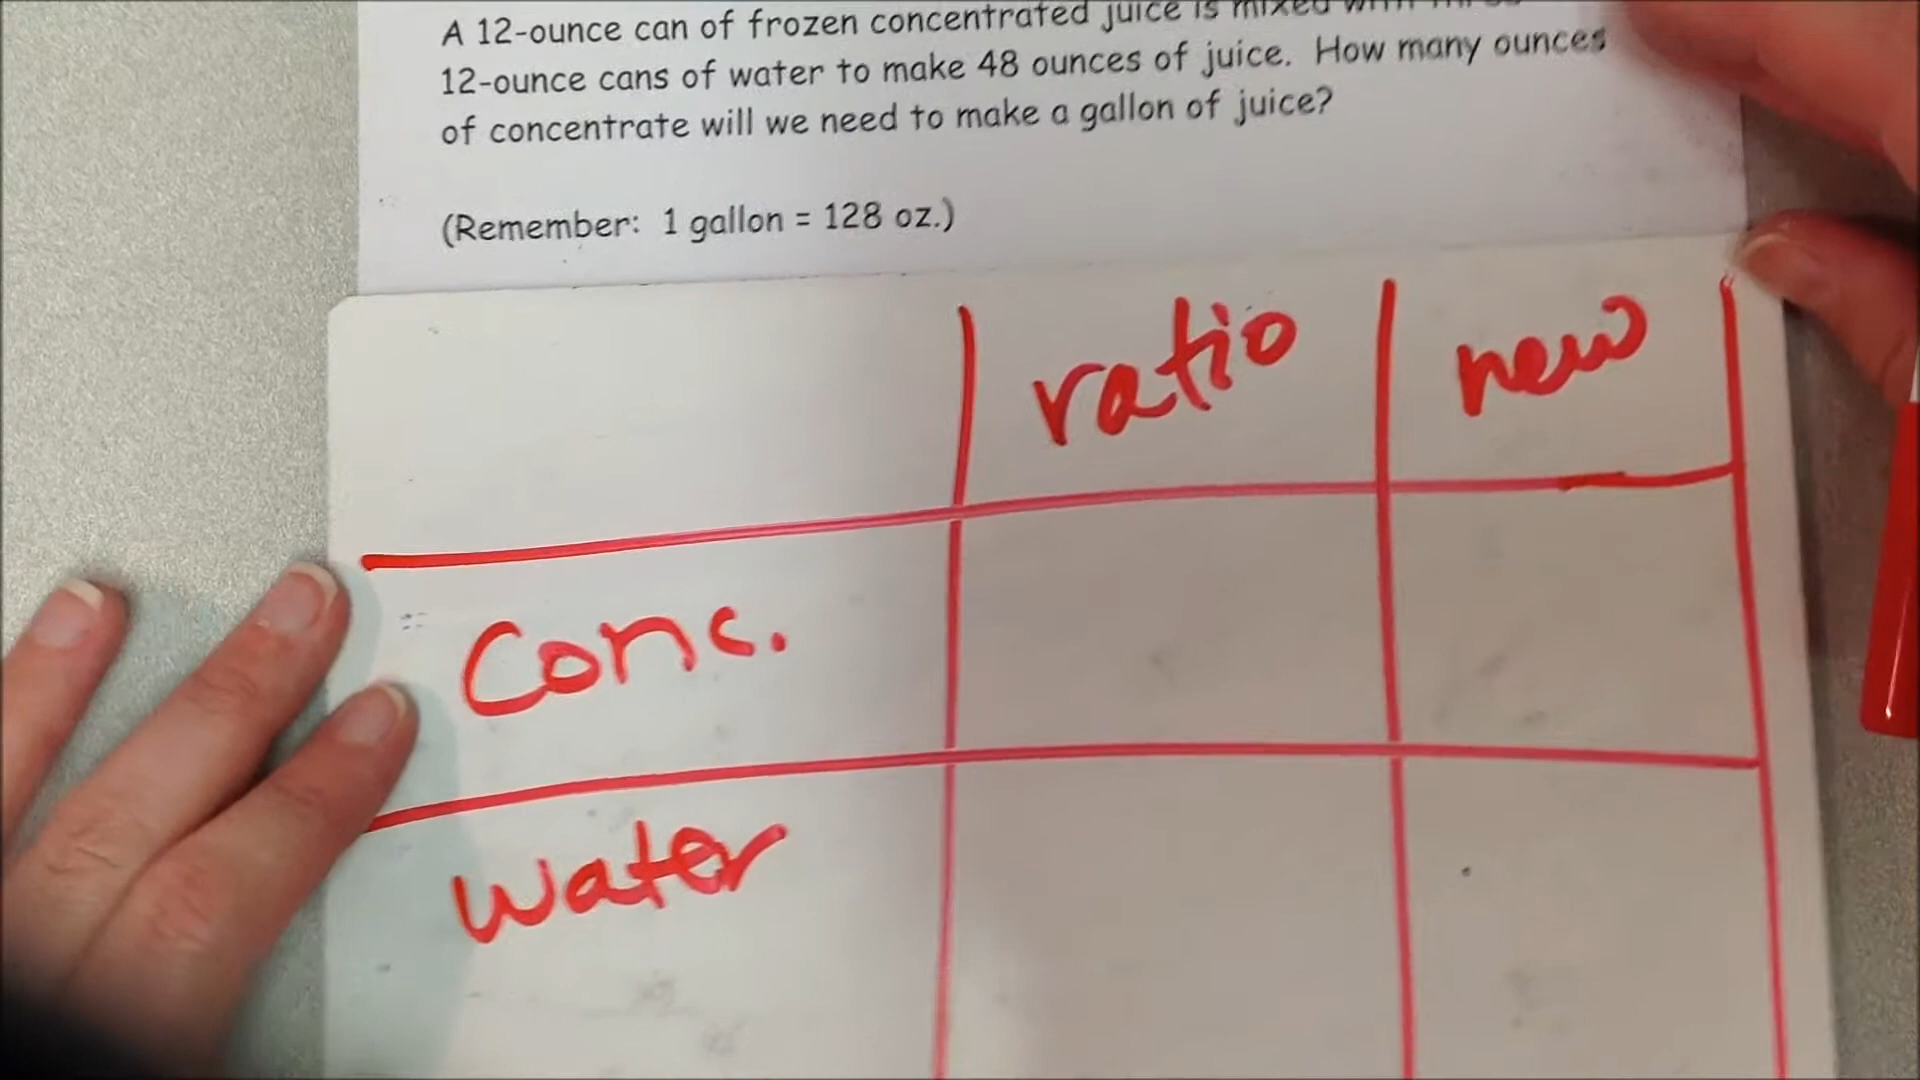 A 12-ounce can of frozen concentrated juice is mixed with
12-ounce cans of water to make 48 ounces of juice. How many ounces
of concentrate will we need to make a gallon of juice?
(Remember: 1 gallon = 128 oz.)
ratio new
Conc.
water